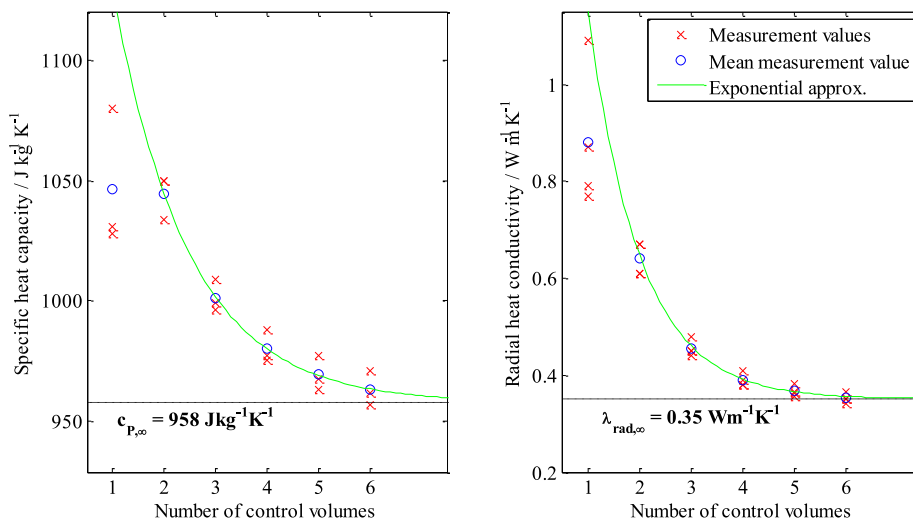 1100
1050
1000
950
Specific heat capacity / J kg⁻¹ K⁻¹
c_P,∞ = 958 Jkg⁻¹K⁻¹
1 2 3 4 5 6
Number of control volumes
Measurement values
Mean measurement value
Exponential approx.
1
0.8
0.6
0.4
0.2
Radial heat conductivity / W m⁻¹ K⁻¹
λ_rad,∞ = 0.35 Wm⁻¹K⁻¹
1 2 3 4 5 6
Number of control volumes